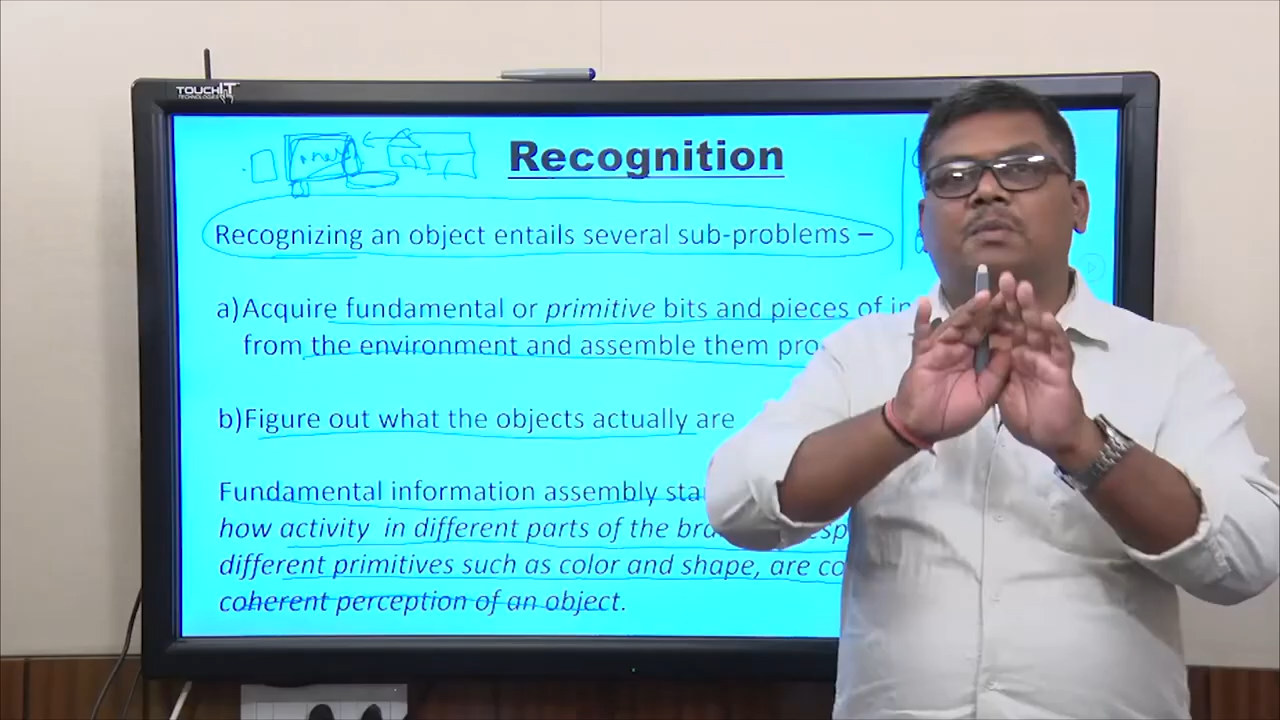 TOUCHIT
TECHNOLOGIES
Recognition
Recognizing an object entails several sub-problems –
a)Acquire fundamental or primitive bits and pieces of
from the environment and assemble them
b)Figure out what the objects actually are
Fundamental information assembly
how activity in different parts of the
different primitives such as color and shape, are
coherent perception of an object.